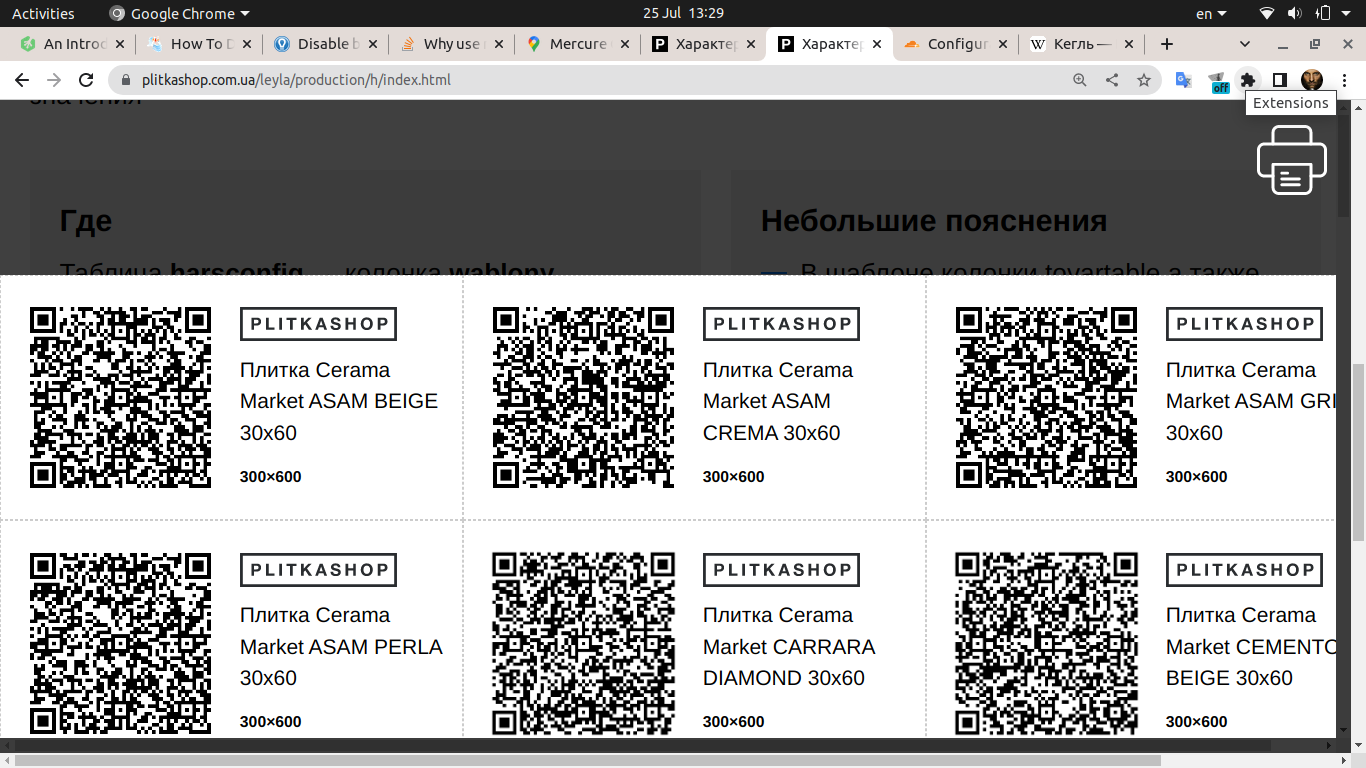 Activities
Google Chrome
25 Jul 13:29
en
An Introd
How To D
Disable b
Why use
Mercure
Характер
Характер
Configur
Кегль —
plitkashop.com.ua/leyla/production/h/index.html
off
Extensions
значения
Где
Небольшие пояснения
Таблица harsconfig — колонка wablony
В шаблоне колонки tovartable а также
PLITKASHOP
Плитка Cerama
Market ASAM BEIGE
30x60
300×600
PLITKASHOP
Плитка Cerama
Market ASAM
CREMA 30x60
300×600
PLITKASHOP
Плитка Cerama
Market ASAM GRI
30x60
300×600
PLITKASHOP
Плитка Cerama
Market ASAM PERLA
30x60
300×600
PLITKASHOP
Плитка Cerama
Market CARRARA
DIAMOND 30x60
300×600
PLITKASHOP
Плитка Cerama
Market CEMENTO
BEIGE 30x60
300×600